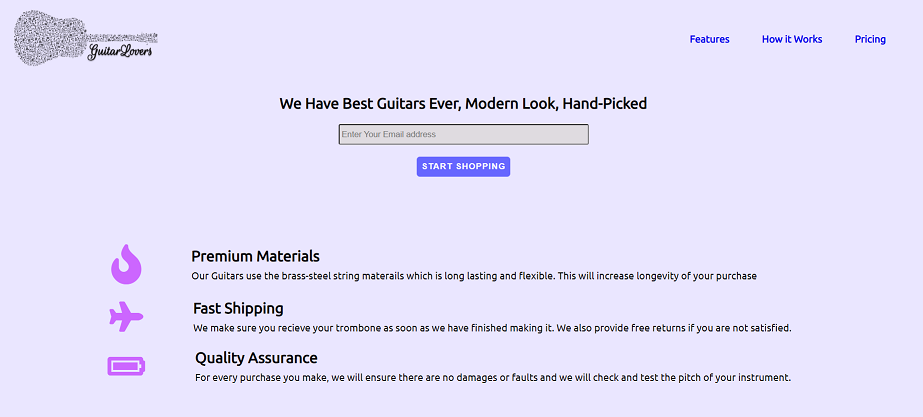 GuitarLovers
Features
How it Works
Pricing
We Have Best Guitars Ever, Modern Look, Hand-Picked
Enter Your Email address
START SHOPPING
Premium Materials
Our Guitars use the brass-steel string materails which is long lasting and flexible. This will increase longevity of your purchase
Fast Shipping
We make sure you recieve your trombone as soon as we have finished making it. We also provide free returns if you are not satisfied.
Quality Assurance
For every purchase you make, we will ensure there are no damages or faults and we will check and test the pitch of your instrument.